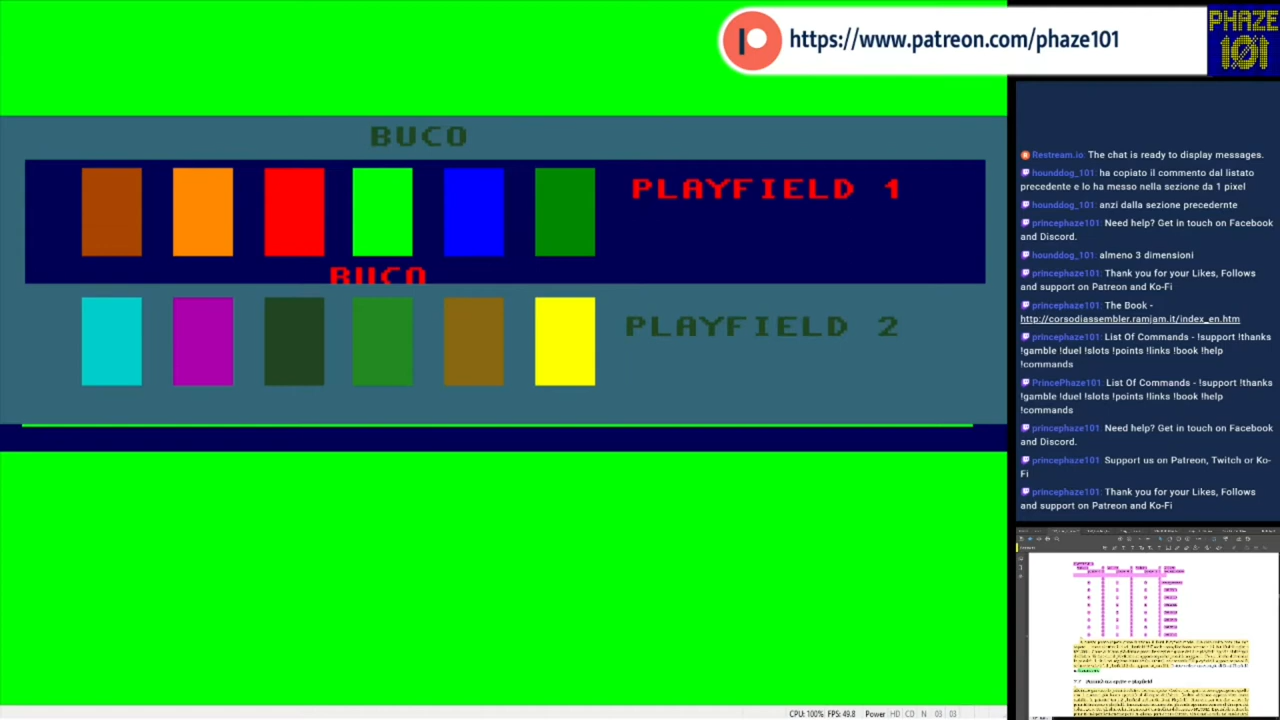 https://www.patreon.com/phaze101
PHAZE
101
BUCO
PLAYFIELD 1
BUCO
PLAYFIELD 2
Restream.io: The chat is ready to display messages.
hounddog_101: ha copiato il commento dal listato
precedente e lo ha messo nella sezione da 1 pixel
hounddog_101: anzi dalla sezione precedernte
princephaze101: Need help? Get in touch on Facebook
and Discord.
hounddog_101: almeno 3 dimensioni
princephaze101: Thank you for your Likes, Follows
and support on Patreon and Ko-Fi
princephaze101: The Book -
http://corsodiassembler.ramjam.it/index_en.htm
princephaze101: List Of Commands - !support !thanks
!gamble !duel !slots !points !links !book !help
!commands
PrincePhaze101: List Of Commands - !support !thanks
!gamble !duel !slots !points !links !book !help
!commands
princephaze101: Need help? Get in touch on Facebook
and Discord.
princephaze101: Support us on Patreon, Twitch or Ko-
Fi
princephaze101: Thank you for your Likes, Follows
and support on Patreon and Ko-Fi
CPU: 100% FPS: 49.8 Power HD CD N 03 03